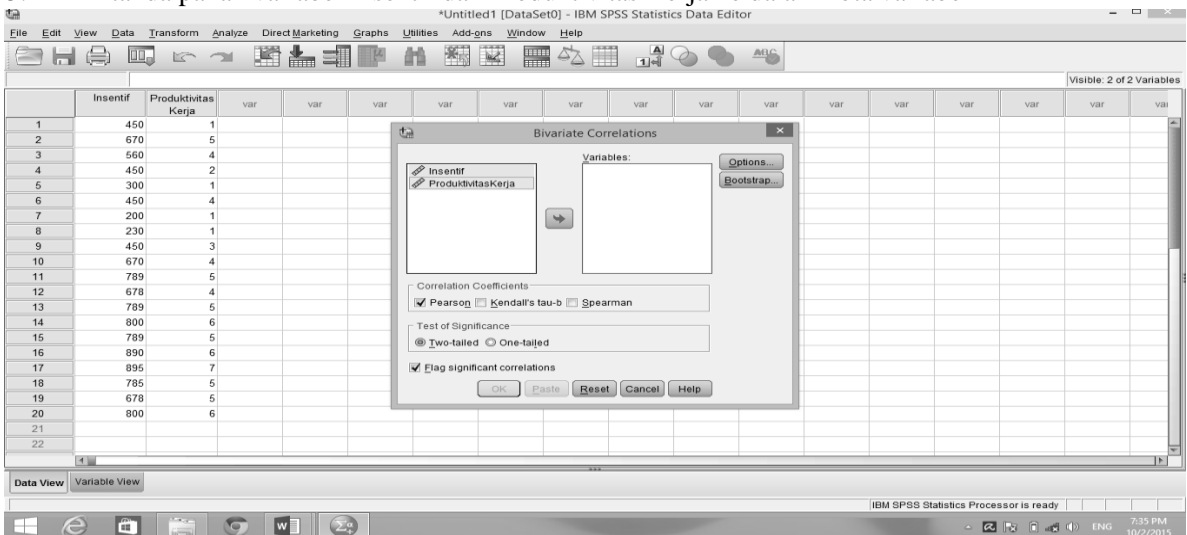 *Untitled1 [DataSet0] - IBM SPSS Statistics Data Editor
File Edit View Data Transform Analyze Direct Marketing Graphs Utilities Add-ons Window Help
Visible: 2 of 2 Variables
Insentif Produktivitas Kerja var var var var var var var var var var var var var var
1 450 1
2 670 5
3 560 4
4 450 2
5 300 1
6 450 4
7 200 1
8 230 1
9 450 3
10 670 4
11 789 5
12 678 4
13 789 5
14 800 6
15 789 5
16 890 6
17 895 7
18 785 5
19 678 5
20 800 6
21
22
Bivariate Correlations
Variables:
Insentif
ProduktivitasKerja
Options...
Bootstrap...
Correlation Coefficients
Pearson Kendall's tau-b Spearman
Test of Significance
Two-tailed One-tailed
Flag significant correlations
OK Paste Reset Cancel Help
Data View Variable View
IBM SPSS Statistics Processor is ready
ENG 7:35 PM
10/2/2015